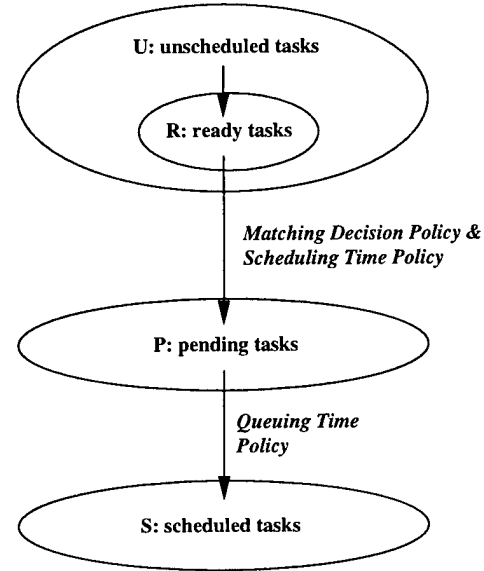 U: unscheduled tasks
R: ready tasks
Matching Decision Policy &
Scheduling Time Policy
P: pending tasks
Queuing Time
Policy
S: scheduled tasks